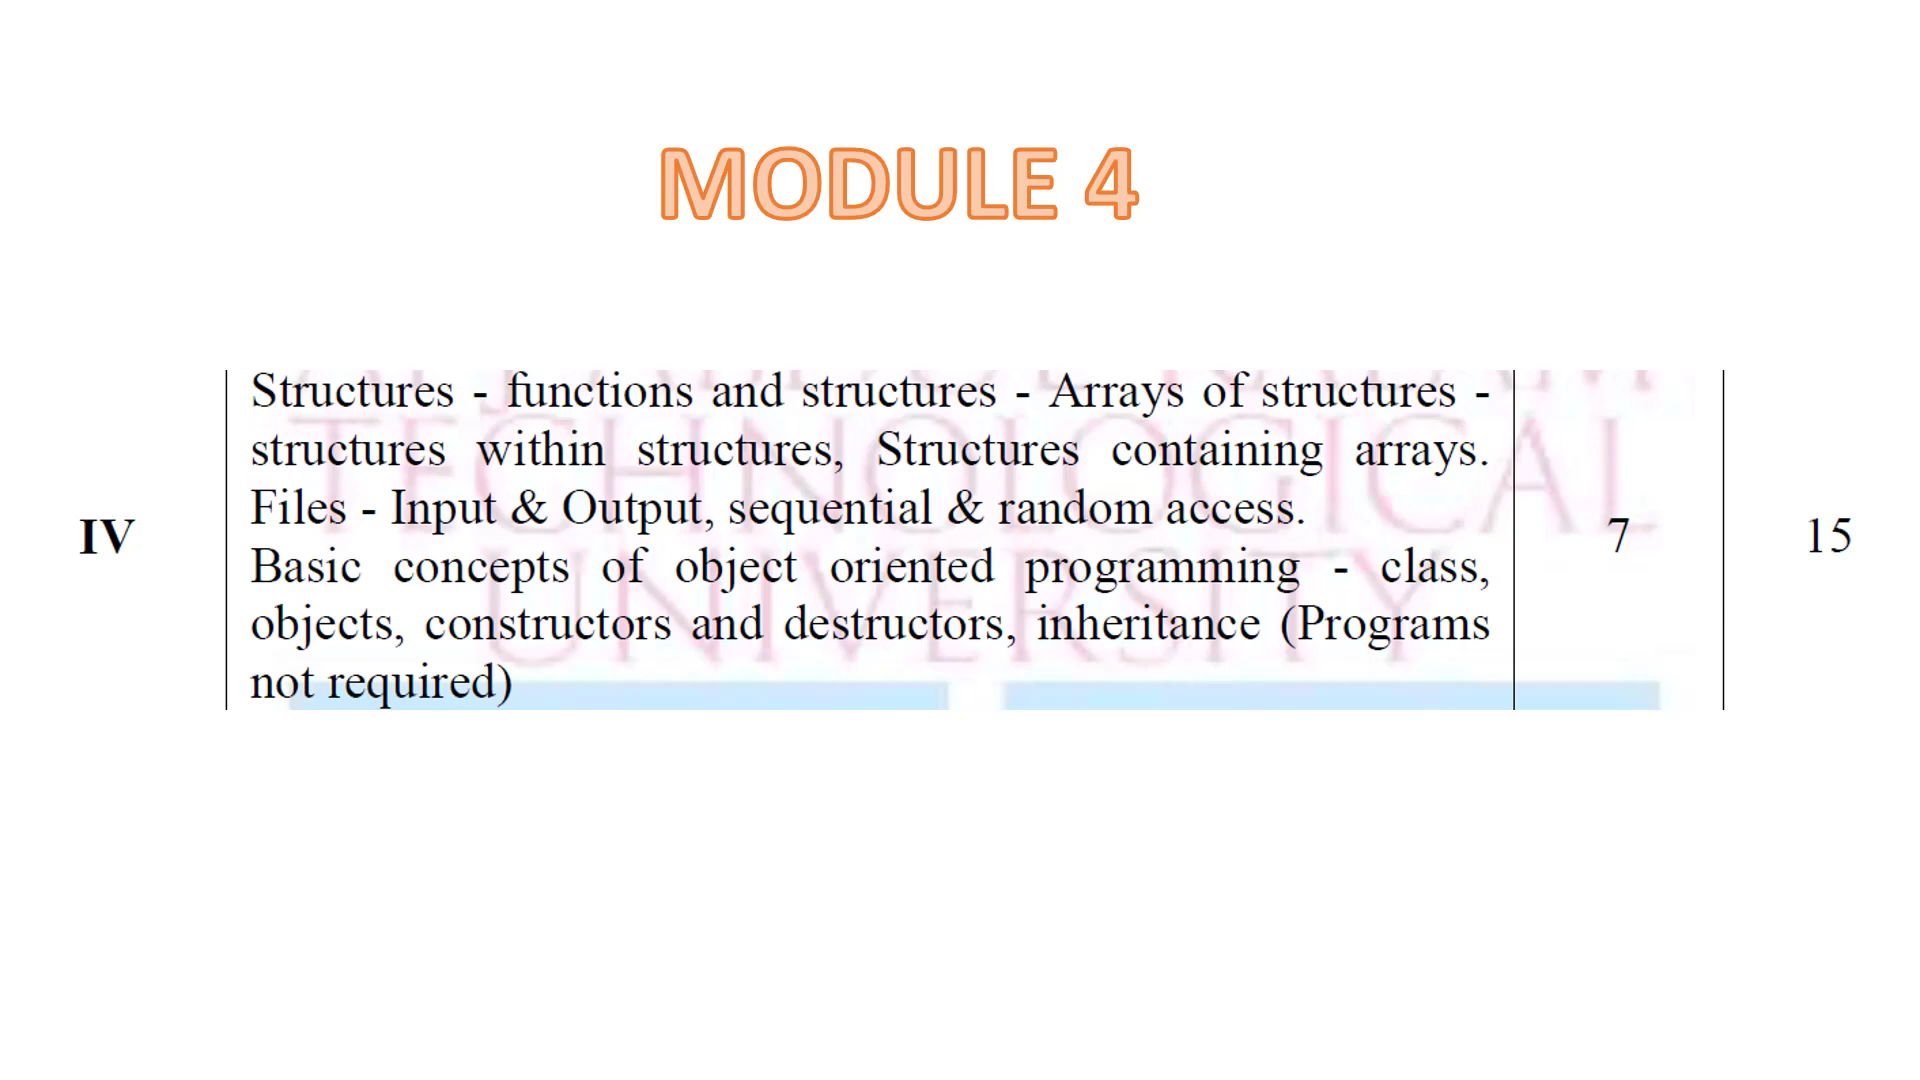 MODULE 4
Structures - functions and structures - Arrays of structures -
structures within structures, Structures containing arrays.
Files - Input & Output, sequential & random access.
IV
7
15
Basic concepts of object oriented programming - class,
objects, constructors and destructors, inheritance (Programs
not required)
TECHNOLOGICAL
UNIVERSITY